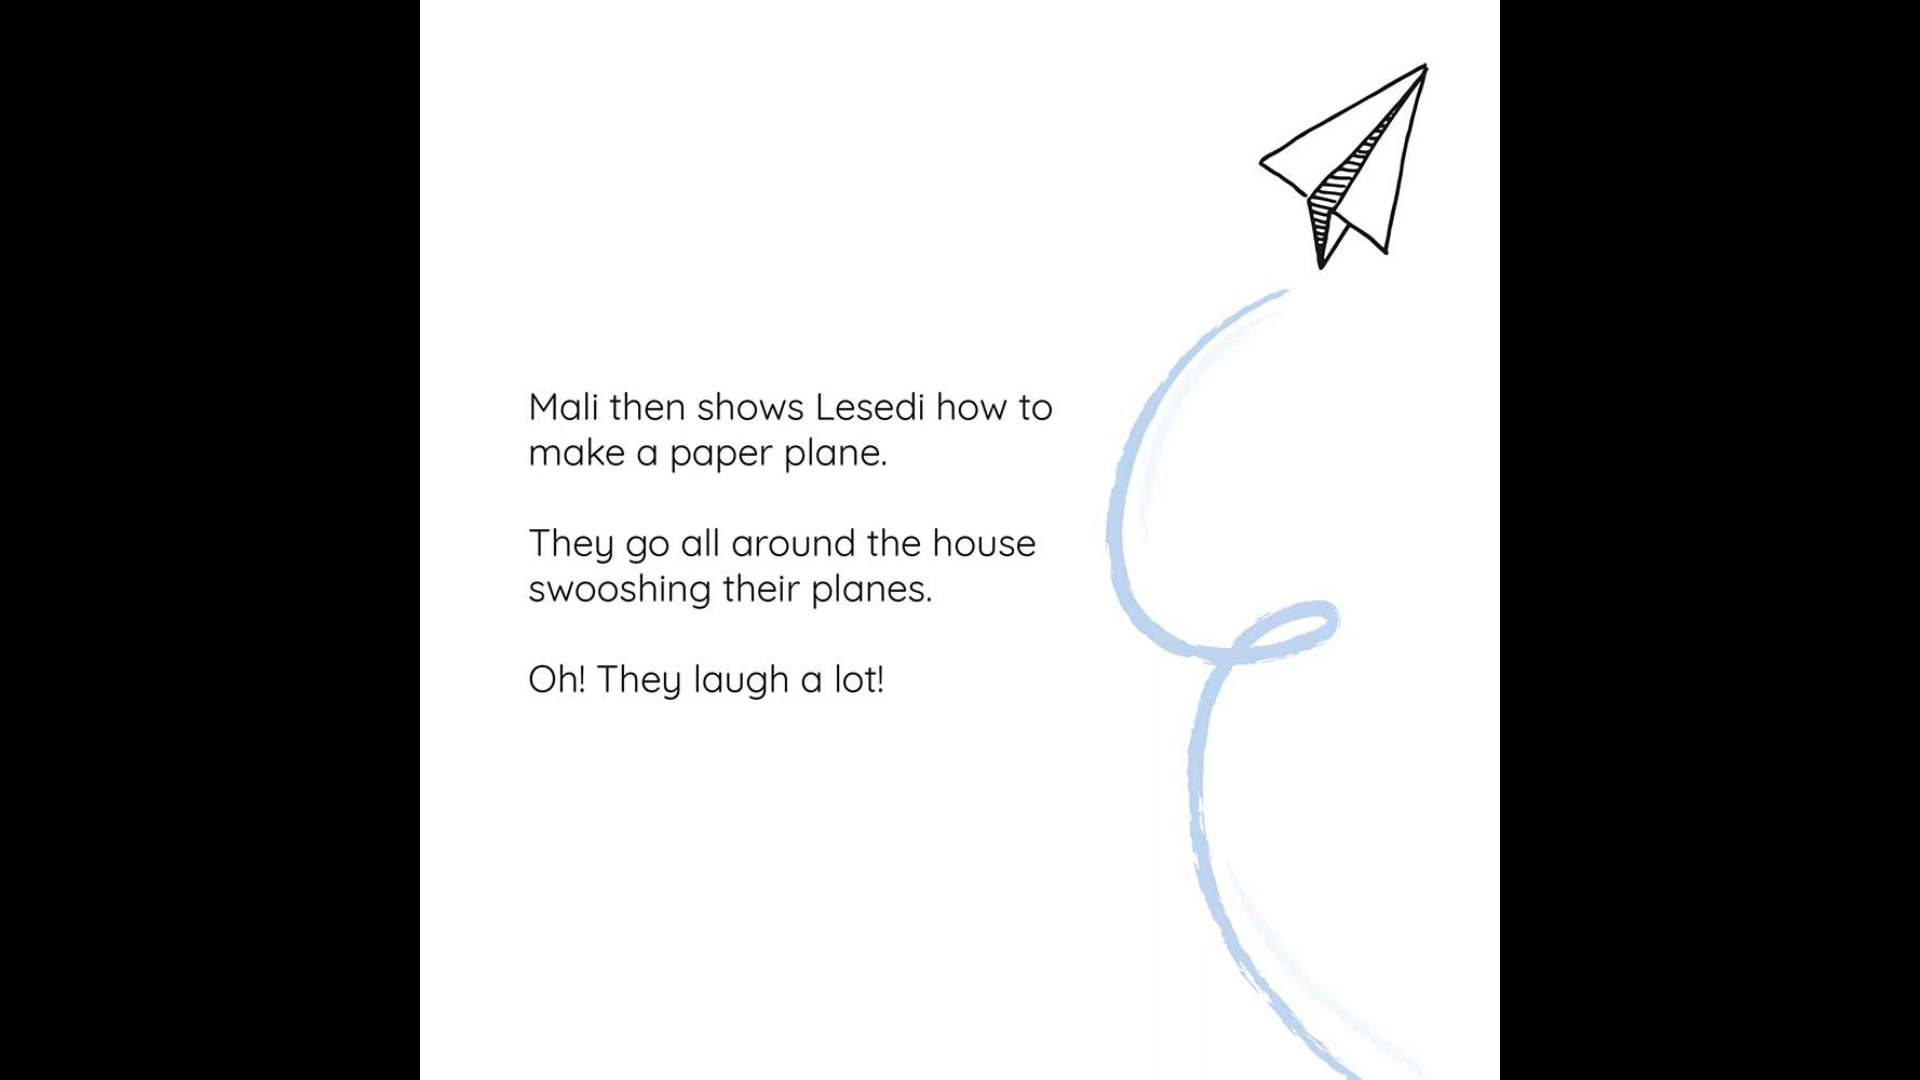 Mali then shows Lesedi how to
make a paper plane.
They go all around the house
swooshing their planes.
Oh! They laugh a lot!